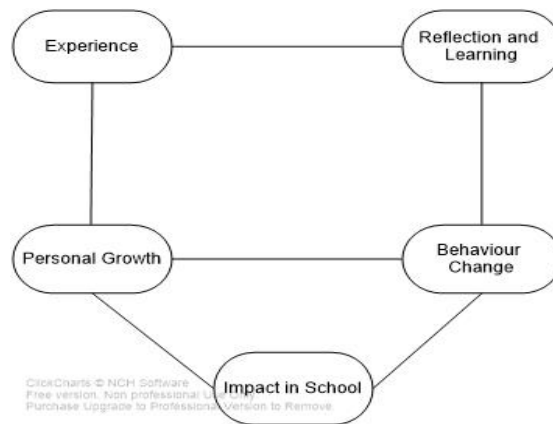 Experience
Reflection and
Learning
Personal Growth
Behaviour
Change
Impact in School
ClickCharts © NCH Software
Free version. Non professional Use Only.
Purchase Upgrade to Professional Version to Remove.